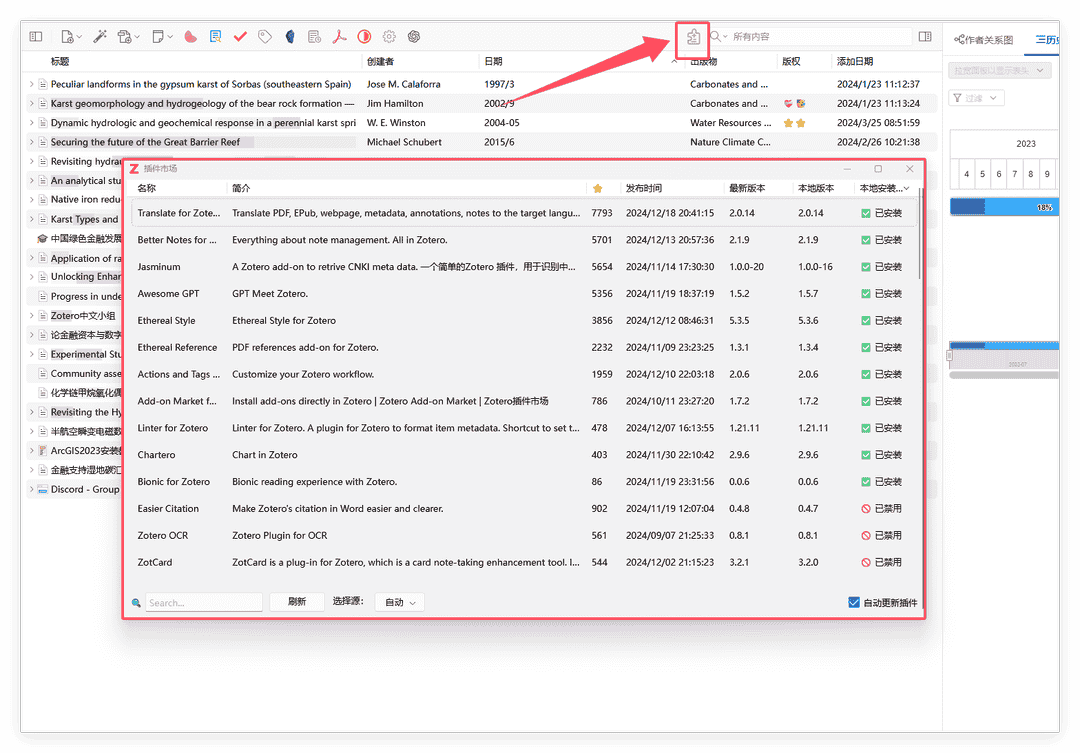 所有内容
作者关系图
三历史
标题 创建者 日期 出版物 版权 添加日期
拉宽面板以显示表头
过滤
Peculiar landforms in the gypsum karst of Sorbas (southeastern Spain) Jose M. Calaforra 1997/3 Carbonates and ... 2024/1/23 11:12:37
Karst geomorphology and hydrogeology of the bear rock formation — Jim Hamilton 2002/9 Carbonates and ... 2024/1/23 11:13:24
Dynamic hydrologic and geochemical response in a perennial karst spri W. E. Winston 2004-05 Water Resources ... 2024/3/25 08:51:59
Securing the future of the Great Barrier Reef Michael Schubert 2015/6 Nature Climate C... 2024/2/26 10:21:38
2023
4 5 6 7 8 9
18%
2022-07
Revisiting hydrau
An analytical stu
Native iron reduc
Karst Types and
中国绿色金融发展
Application of ra
Unlocking Enhan
Progress in unde
Zotero中文小组
论金融资本与数字
Experimental Stu
Community asse
化学链甲烷氧化偶
Revisiting the Hy
半航空瞬变电磁数
ArcGIS2023安装教
金融支持湿地碳汇
Discord - Group
插件市场
名称 简介 发布时间 最新版本 本地版本 本地安装...
Translate for Zote... Translate PDF, EPub, webpage, metadata, annotations, notes to the target langu... 7793 2024/12/18 20:41:15 2.0.14 2.0.14 已安装
Better Notes for ... Everything about note management. All in Zotero. 5701 2024/12/13 20:57:36 2.1.9 2.1.9 已安装
Jasminum A Zotero add-on to retrive CNKI meta data. 一个简单的Zotero 插件，用于识别中... 5654 2024/11/14 17:30:30 1.0.0-20 1.0.0-16 已安装
Awesome GPT GPT Meet Zotero. 5356 2024/11/19 18:37:19 1.5.2 1.5.7 已安装
Ethereal Style Ethereal Style for Zotero 3856 2024/12/12 08:46:31 5.3.5 5.3.6 已安装
Ethereal Reference PDF references add-on for Zotero. 2232 2024/11/09 23:23:25 1.3.1 1.3.4 已安装
Actions and Tags ... Customize your Zotero workflow. 1959 2024/12/10 22:03:18 2.0.6 2.0.6 已安装
Add-on Market f... Install add-ons directly in Zotero | Zotero Add-on Market | Zotero插件市场 786 2024/10/11 23:27:20 1.7.2 1.7.2 已安装
Linter for Zotero Linter for Zotero. A plugin for Zotero to format item metadata. Shortcut to set t... 478 2024/12/07 16:13:55 1.21.11 1.21.11 已安装
Chartero Chart in Zotero 403 2024/11/30 22:10:42 2.9.6 2.9.6 已安装
Bionic for Zotero Bionic reading experience with Zotero. 86 2024/11/19 23:31:56 0.0.6 0.0.6 已安装
Easier Citation Make Zotero's citation in Word easier and clearer. 902 2024/11/19 12:07:04 0.4.8 0.4.7 已禁用
Zotero OCR Zotero Plugin for OCR 561 2024/09/07 21:25:33 0.8.1 0.8.1 已禁用
ZotCard ZotCard is a plug-in for Zotero, which is a card note-taking enhancement tool. I... 544 2024/12/02 21:15:23 3.2.1 3.2.0 已禁用
Search... 刷新 选择源: 自动 自动更新插件